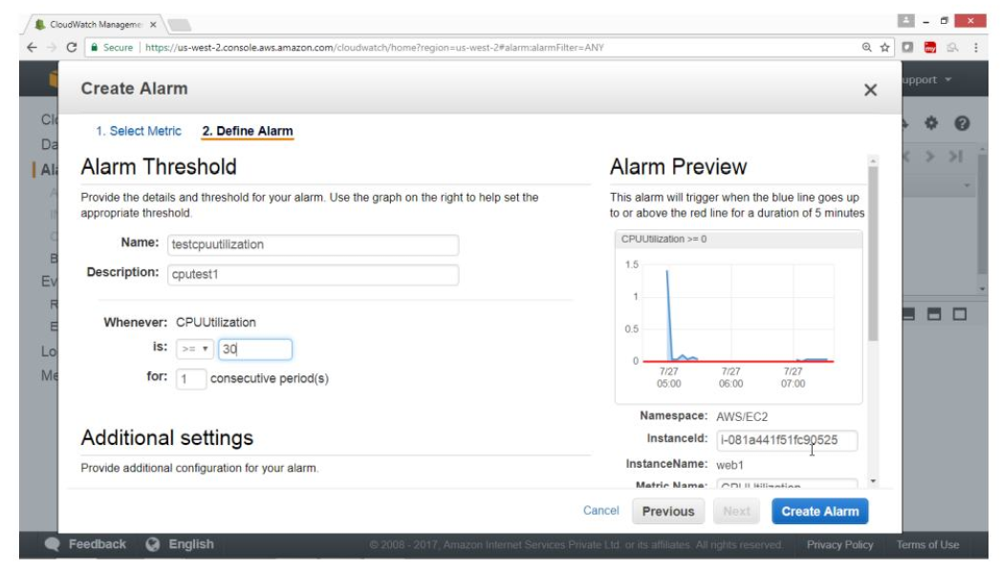 CloudWatch Manageme
Secure | https://us-west-2.console.aws.amazon.com/cloudwatch/home?region=us-west-2#alarm:alarmFilter=ANY
upport
Create Alarm
1. Select Metric 2. Define Alarm
Alarm Threshold
Provide the details and threshold for your alarm. Use the graph on the right to help set the
appropriate threshold.
Name: testcpuutilization
Description: cputest1
Whenever: CPUUtilization
is: >= 30
for: 1 consecutive period(s)
Additional settings
Provide additional configuration for your alarm.
Alarm Preview
This alarm will trigger when the blue line goes up
to or above the red line for a duration of 5 minutes
CPUUtilization >= 0
1.5
1
0.5
0
7/27 7/27 7/27
05:00 06:00 07:00
Namespace: AWS/EC2
InstanceId: i-081a441f51fc90525
InstanceName: web1
Metric Name: CPUUtilization
Cancel Previous Next Create Alarm
Feedback English © 2008 - 2017, Amazon Internet Services Private Ltd. or its affiliates. All rights reserved. Privacy Policy Terms of Use